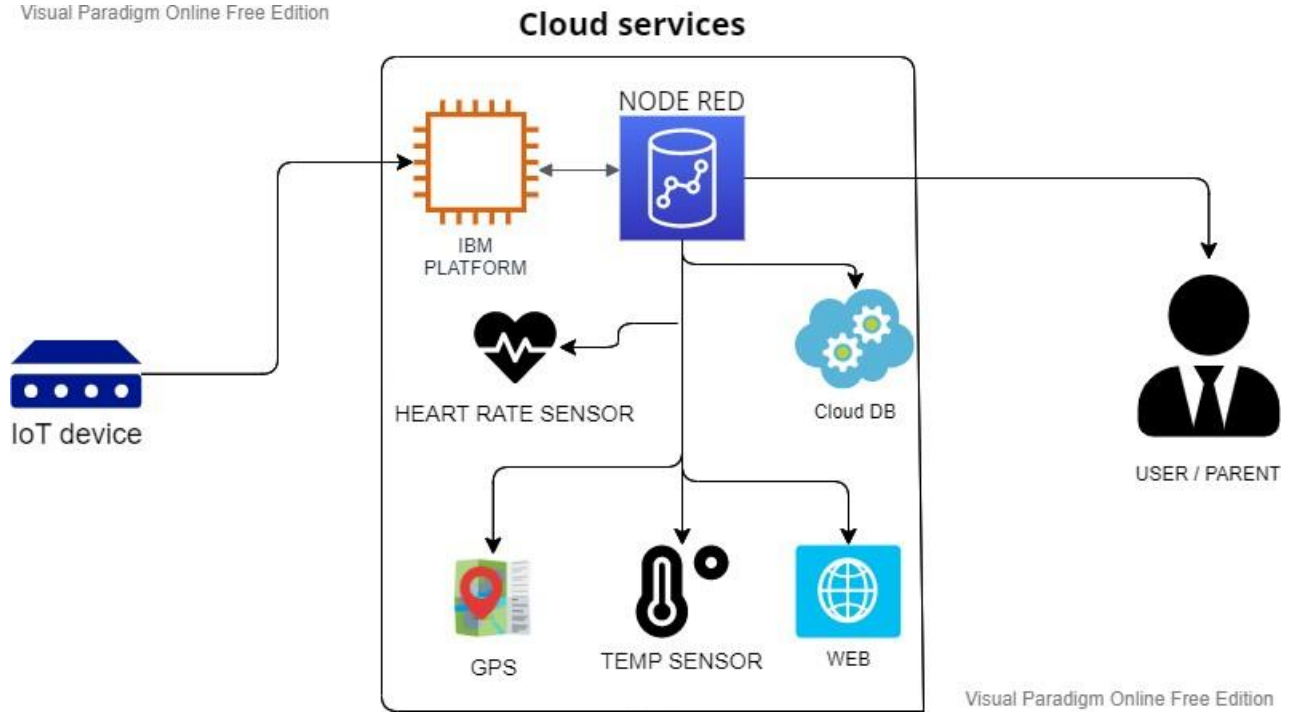 Visual Paradigm Online Free Edition
Cloud services
NODE RED
IBM
PLATFORM
HEART RATE SENSOR
Cloud DB
IoT device
USER / PARENT
GPS
TEMP SENSOR
WEB
Visual Paradigm Online Free Edition